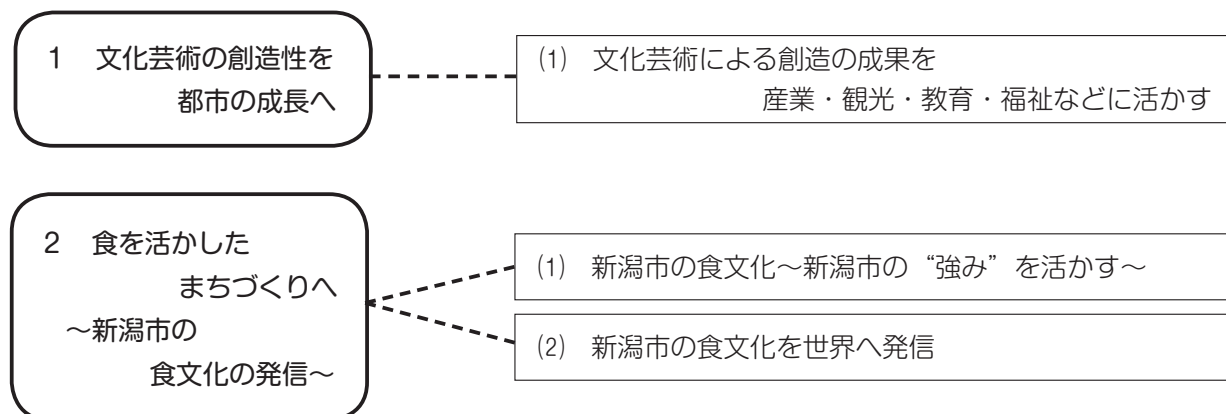 1 文化芸術の創造性を
都市の成長へ
(1) 文化芸術による創造の成果を
産業・観光・教育・福祉などに活かす
2 食を活かした
まちづくりへ
～新潟市の
食文化の発信～
(1) 新潟市の食文化～新潟市の“強み”を活かす～
(2) 新潟市の食文化を世界へ発信